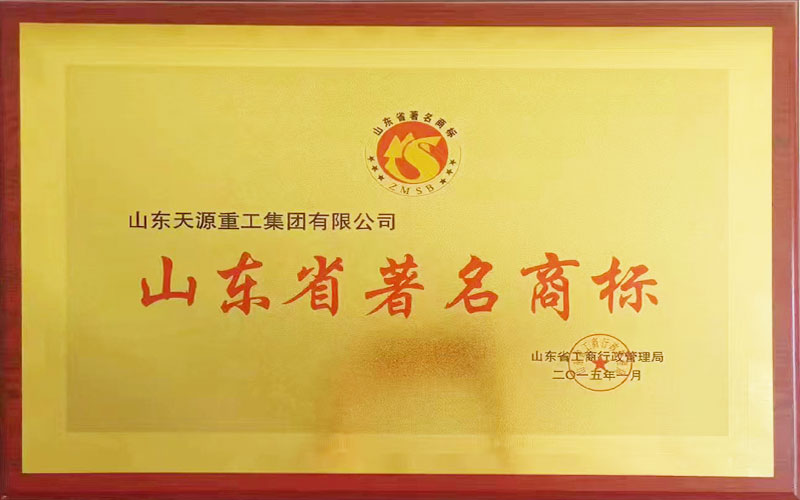 山东省著名商标
ZMSB
山东天源重工集团有限公司
山东省著名商标
山东省工商行政管理局
二〇一五年一月